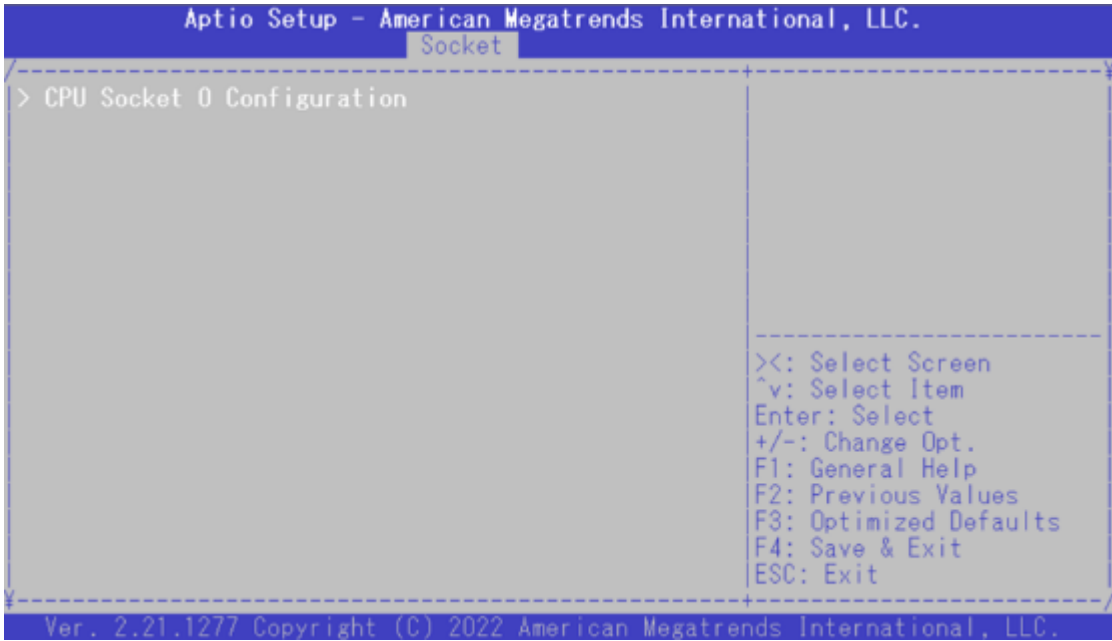 Aptio Setup - American Megatrends International, LLC.
Socket
> CPU Socket 0 Configuration
><: Select Screen
^v: Select Item
Enter: Select
+/-: Change Opt.
F1: General Help
F2: Previous Values
F3: Optimized Defaults
F4: Save & Exit
ESC: Exit
Ver. 2.21.1277 Copyright (C) 2022 American Megatrends International, LLC.